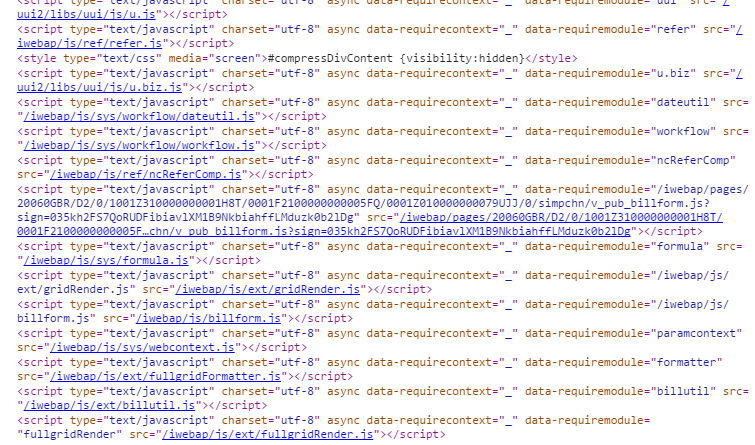 <script type="text/javascript" charset="utf-8" async data-requirecontext="_" data-requiremodule="uui" src="/
uui2/libs/uui/js/u.js"></script>
<script type="text/javascript" charset="utf-8" async data-requirecontext="_" data-requiremodule="refer" src="/
iwebap/js/ref/refer.js"></script>
<style type="text/css" media="screen">#compressDivContent {visibility:hidden}</style>
<script type="text/javascript" charset="utf-8" async data-requirecontext="_" data-requiremodule="u.biz" src="/
uui2/libs/uui/js/u.biz.js"></script>
<script type="text/javascript" charset="utf-8" async data-requirecontext="_" data-requiremodule="dateutil" src=
"/iwebap/js/sys/workflow/dateutil.js"></script>
<script type="text/javascript" charset="utf-8" async data-requirecontext="_" data-requiremodule="workflow" src=
"/iwebap/js/sys/workflow/workflow.js"></script>
<script type="text/javascript" charset="utf-8" async data-requirecontext="_" data-requiremodule="ncReferComp"
src="/iwebap/js/ref/ncReferComp.js"></script>
<script type="text/javascript" charset="utf-8" async data-requirecontext="_" data-requiremodule="/iwebap/pages/
20060GBR/D2/0/1001Z310000000001H8T/0001F2100000000005FQ/0001Z010000000079UJJ/0/simpchn/v_pub_billform.js?
sign=035kh2FS7QoRUDFibiavlXM1B9NkbiahffLMduzk0b2lDg" src="/iwebap/pages/20060GBR/D2/0/1001Z310000000001H8T/
0001F2100000000005F…chn/v_pub_billform.js?sign=035kh2FS7QoRUDFibiavlXM1B9NkbiahffLMduzk0b2lDg"></script>
<script type="text/javascript" charset="utf-8" async data-requirecontext="_" data-requiremodule="formula" src=
"/iwebap/js/sys/formula.js"></script>
<script type="text/javascript" charset="utf-8" async data-requirecontext="_" data-requiremodule="/iwebap/js/
ext/gridRender.js" src="/iwebap/js/ext/gridRender.js"></script>
<script type="text/javascript" charset="utf-8" async data-requirecontext="_" data-requiremodule="/iwebap/js/
billform.js" src="/iwebap/js/billform.js"></script>
<script type="text/javascript" charset="utf-8" async data-requirecontext="_" data-requiremodule="paramcontext"
src="/iwebap/js/sys/webcontext.js"></script>
<script type="text/javascript" charset="utf-8" async data-requirecontext="_" data-requiremodule="formatter"
src="/iwebap/js/ext/fullgridFormatter.js"></script>
<script type="text/javascript" charset="utf-8" async data-requirecontext="_" data-requiremodule="billutil" src=
"/iwebap/js/ext/billutil.js"></script>
<script type="text/javascript" charset="utf-8" async data-requirecontext="_" data-requiremodule=
"fullgridRender" src="/iwebap/js/ext/fullgridRender.js"></script>